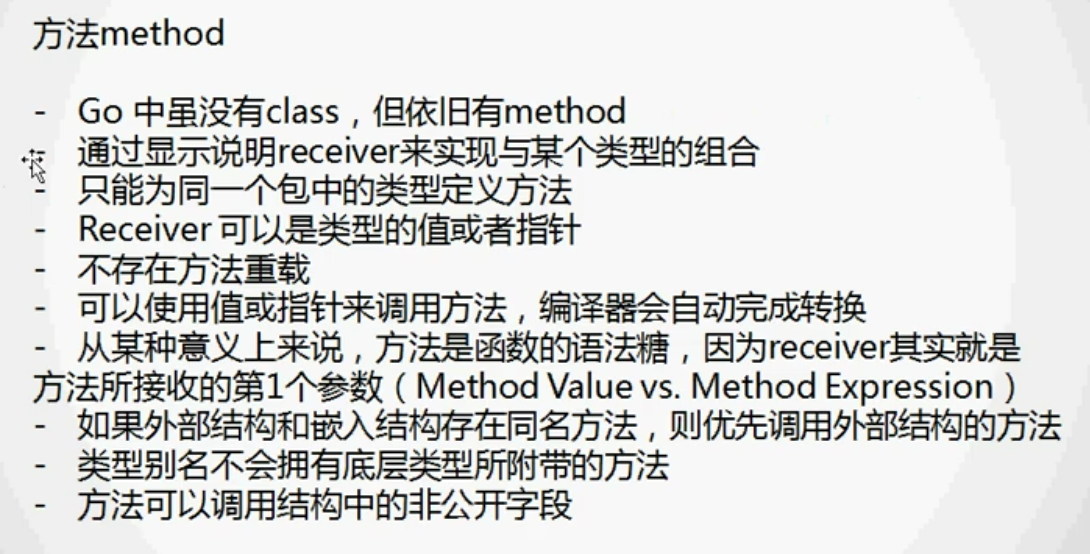 方法method
- Go 中虽没有class，但依旧有method
- 通过显示说明receiver来实现与某个类型的组合
- 只能为同一个包中的类型定义方法
- Receiver 可以是类型的值或者指针
- 不存在方法重载
- 可以使用值或指针来调用方法，编译器会自动完成转换
- 从某种意义上来说，方法是函数的语法糖，因为receiver其实就是
方法所接收的第1个参数（Method Value vs. Method Expression）
- 如果外部结构和嵌入结构存在同名方法，则优先调用外部结构的方法
- 类型别名不会拥有底层类型所附带的方法
- 方法可以调用结构中的非公开字段